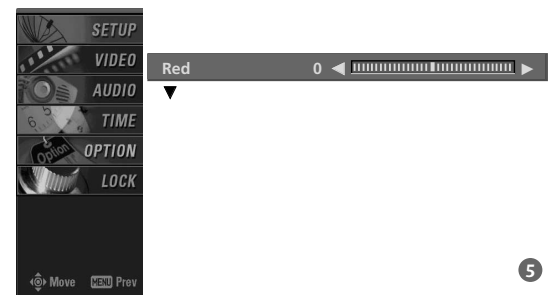 SETUP
VIDEO
AUDIO
TIME
OPTION
LOCK
Move MENU Prev
Red 0 ◀ ▶
▼
5